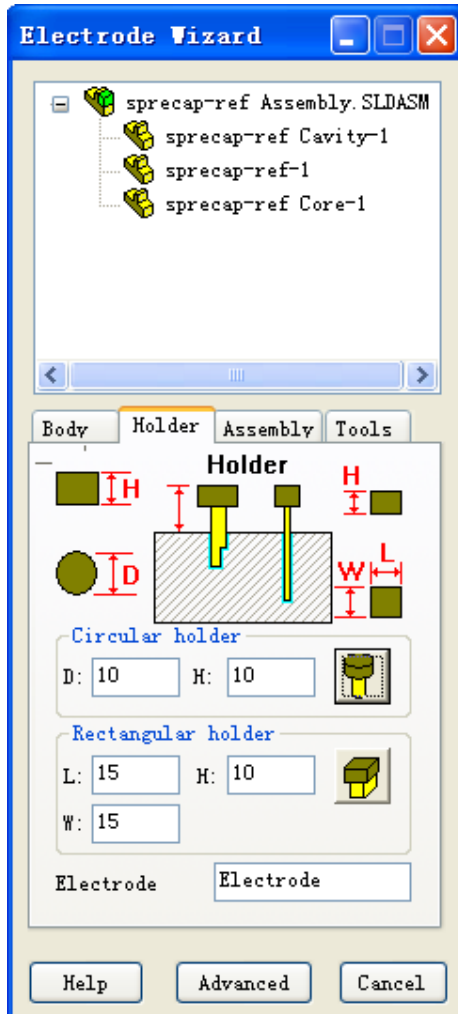 Electrode Wizard
sprecap-ref Assembly.SLDASM
sprecap-ref Cavity-1
sprecap-ref-1
sprecap-ref Core-1
Body Holder Assembly Tools
Holder
H
H
D
W
L
Circular holder
D: 10 H: 10
Rectangular holder
L: 15 H: 10
W: 15
Electrode Electrode
Help Advanced Cancel